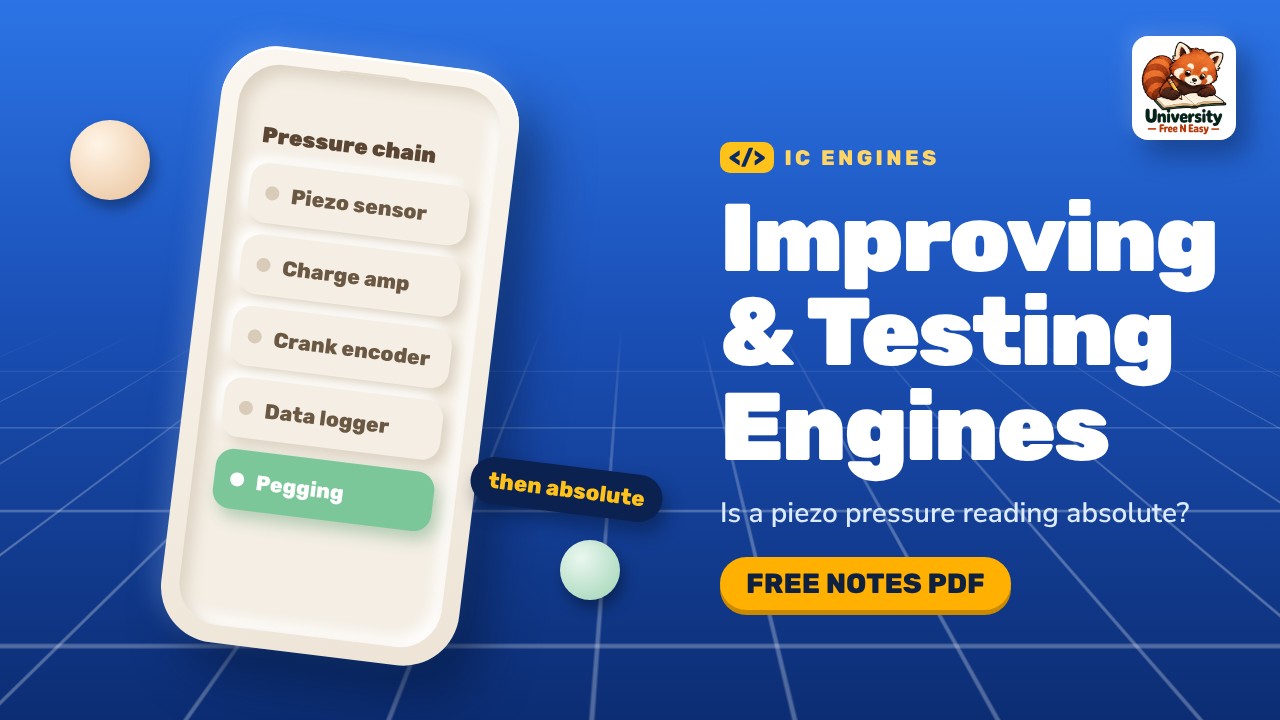 Pressure chain
Piezo sensor
Charge amp
Crank encoder
Data logger
Pegging
then absolute
University
Free N Easy
</> IC ENGINES
Improving
& Testing
Engines
Is a piezo pressure reading absolute?
FREE NOTES PDF